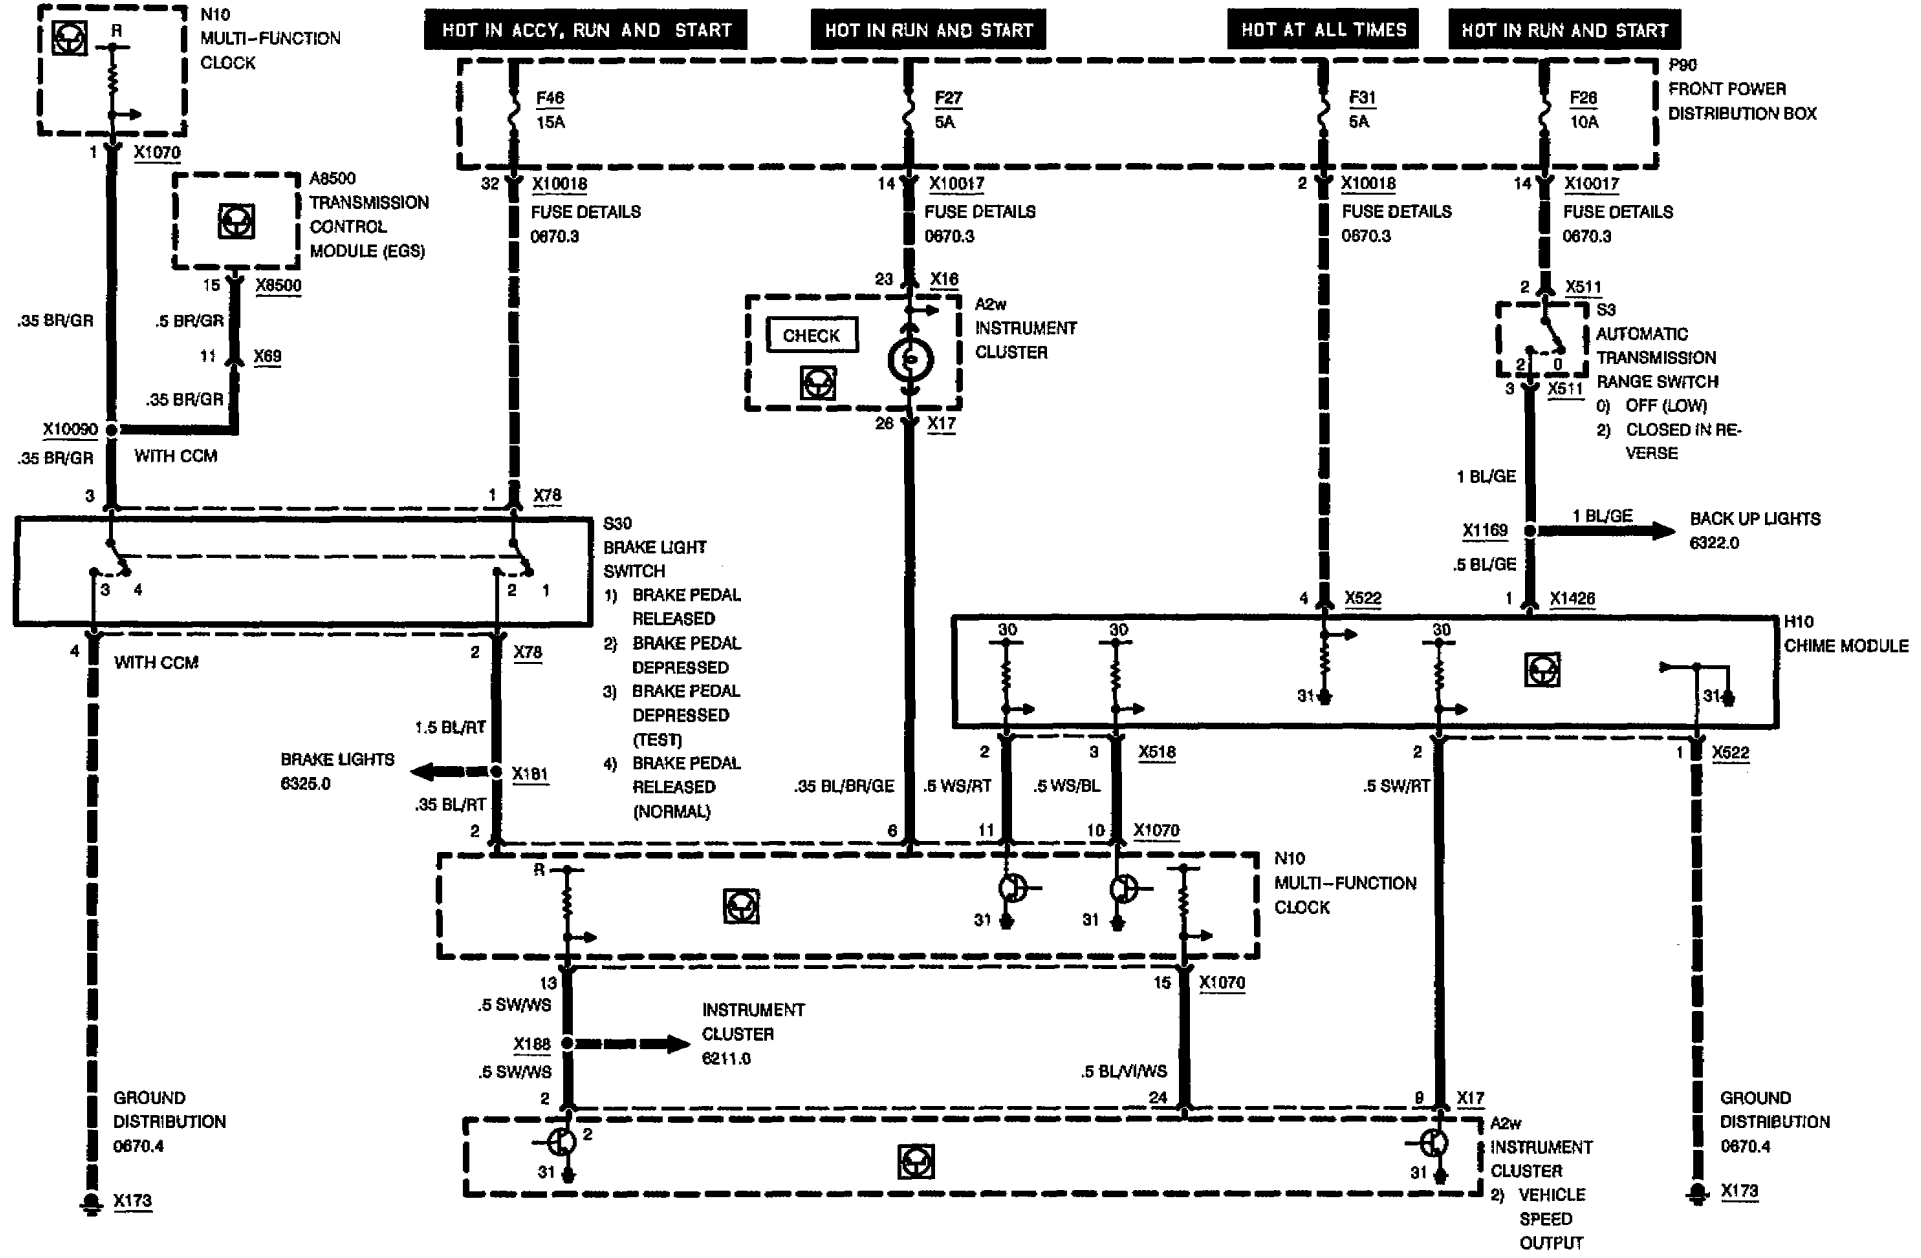 N10
MULTI-FUNCTION
CLOCK
R
1
X1070
HOT IN ACCY, RUN AND START
HOT IN RUN AND START
HOT AT ALL TIMES
HOT IN RUN AND START
P90
FRONT POWER
DISTRIBUTION BOX
F46
15A
F27
5A
F31
5A
F26
10A
32 X10018
FUSE DETAILS
0670.3
14 X10017
FUSE DETAILS
0670.3
2 X10018
FUSE DETAILS
0670.3
14 X10017
FUSE DETAILS
0670.3
A8500
TRANSMISSION
CONTROL
MODULE (EGS)
15 X8500
.35 BR/GR
.5 BR/GR
11 X69
.35 BR/GR
X10090
.35 BR/GR
WITH CCM
23 X16
A2w
INSTRUMENT
CLUSTER
CHECK
26 X17
2 X511
S3
AUTOMATIC
TRANSMISSION
RANGE SWITCH
0) OFF (LOW)
2) CLOSED IN RE-
VERSE
2 0
3 X511
1 BL/GE
X1169
1 BL/GE
BACK UP LIGHTS
6322.0
.5 BL/GE
3
1 X78
S30
BRAKE LIGHT
SWITCH
1) BRAKE PEDAL
RELEASED
2) BRAKE PEDAL
DEPRESSED
3) BRAKE PEDAL
DEPRESSED
(TEST)
4) BRAKE PEDAL
RELEASED
(NORMAL)
3 4
2 1
4
WITH CCM
2 X78
1.5 BL/RT
BRAKE LIGHTS
6325.0
X181
.35 BL/RT
4 X522
1 X1426
H10
CHIME MODULE
30
30
30
31
31
2
3 X518
2
1 X522
.35 BL/BR/GE
.5 WS/RT
.5 WS/BL
.5 SW/RT
2
6
11
10 X1070
N10
MULTI-FUNCTION
CLOCK
R
31
31
13
15 X1070
.5 SW/WS
X188
INSTRUMENT
CLUSTER
6211.0
.5 SW/WS
.5 BL/VI/WS
2
24
9 X17
A2w
INSTRUMENT
CLUSTER
2) VEHICLE
SPEED
OUTPUT
2
31
31
GROUND
DISTRIBUTION
0670.4
X173
GROUND
DISTRIBUTION
0670.4
X173